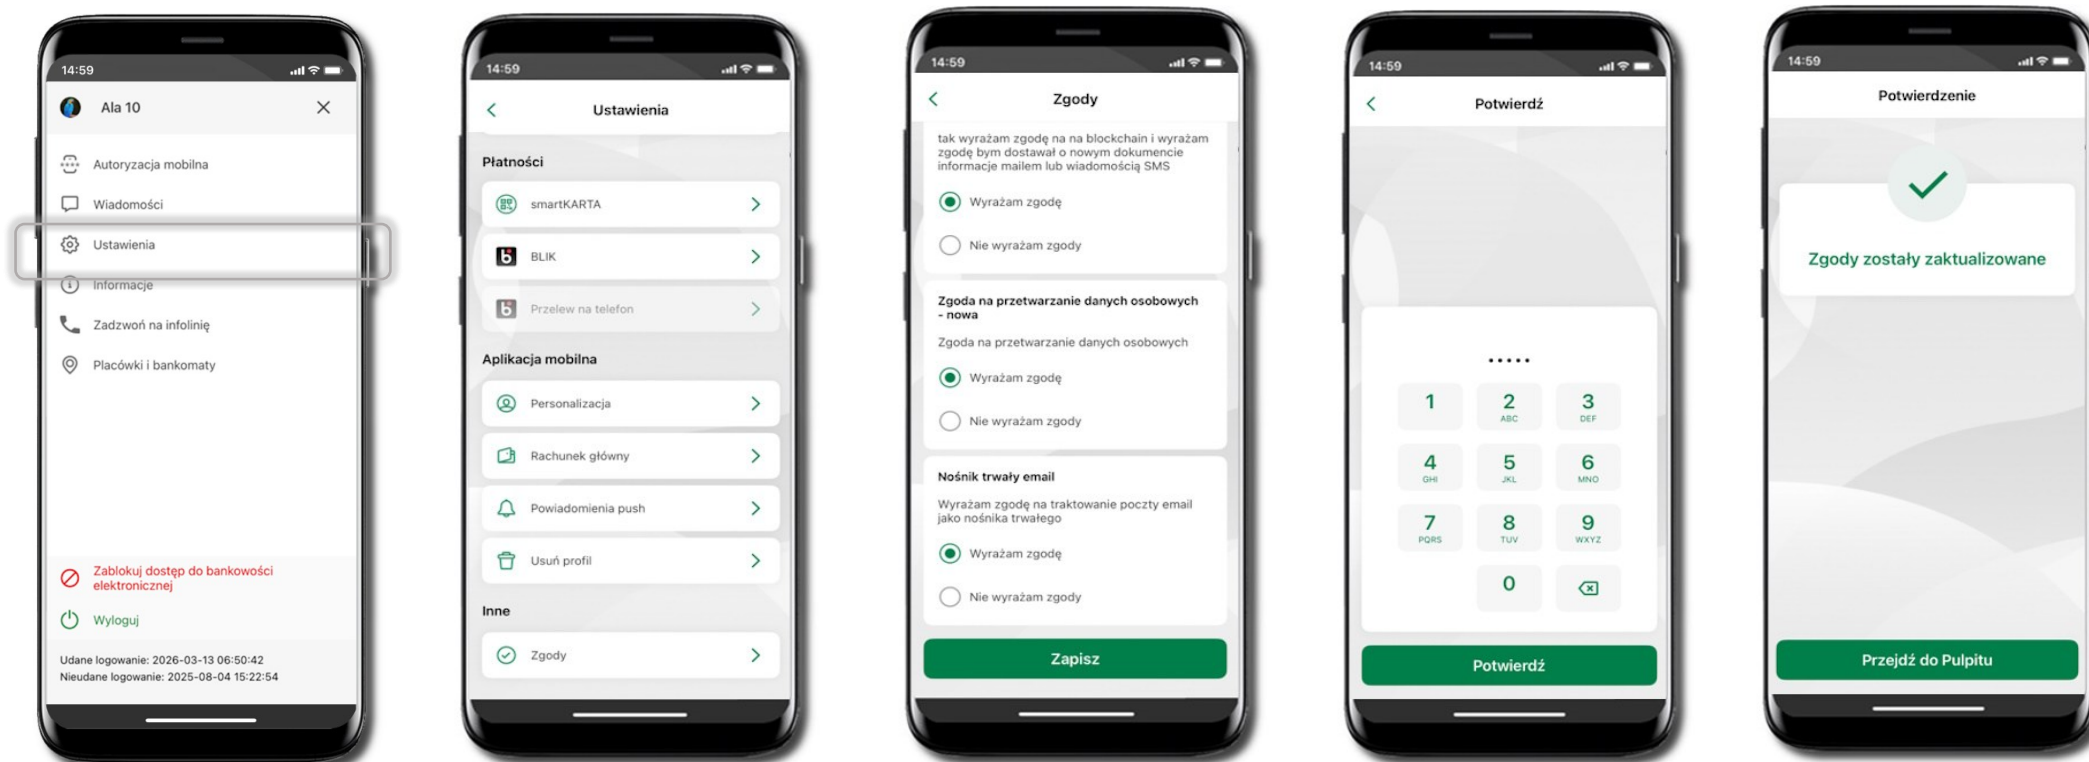 14:59
Ala 10
Autoryzacja mobilna
Wiadomości
Ustawienia
Informacje
Zadzwoń na infolinię
Placówki i bankomaty
Zablokuj dostęp do bankowości
elektronicznej
Wyloguj
Udane logowanie: 2026-03-13 06:50:42
Nieudane logowanie: 2025-08-04 15:22:54
14:59
Ustawienia
Płatności
smartKARTA
BLIK
Przelew na telefon
Aplikacja mobilna
Personalizacja
Rachunek główny
Powiadomienia push
Usuń profil
Inne
Zgody
14:59
Zgody
tak wyrażam zgodę na na blockchain i wyrażam
zgodę bym dostawał o nowym dokumencie
informacje mailem lub wiadomością SMS
Wyrażam zgodę
Nie wyrażam zgody
Zgoda na przetwarzanie danych osobowych
- nowa
Zgoda na przetwarzanie danych osobowych
Wyrażam zgodę
Nie wyrażam zgody
Nośnik trwały email
Wyrażam zgodę na traktowanie poczty email
jako nośnika trwałego
Wyrażam zgodę
Nie wyrażam zgody
Zapisz
14:59
Potwierdź
1 2 3
ABC DEF
4 5 6
GHI JKL MNO
7 8 9
PQRS TUV WXYZ
0
Potwierdź
14:59
Potwierdzenie
Zgody zostały zaktualizowane
Przejdź do Pulpitu